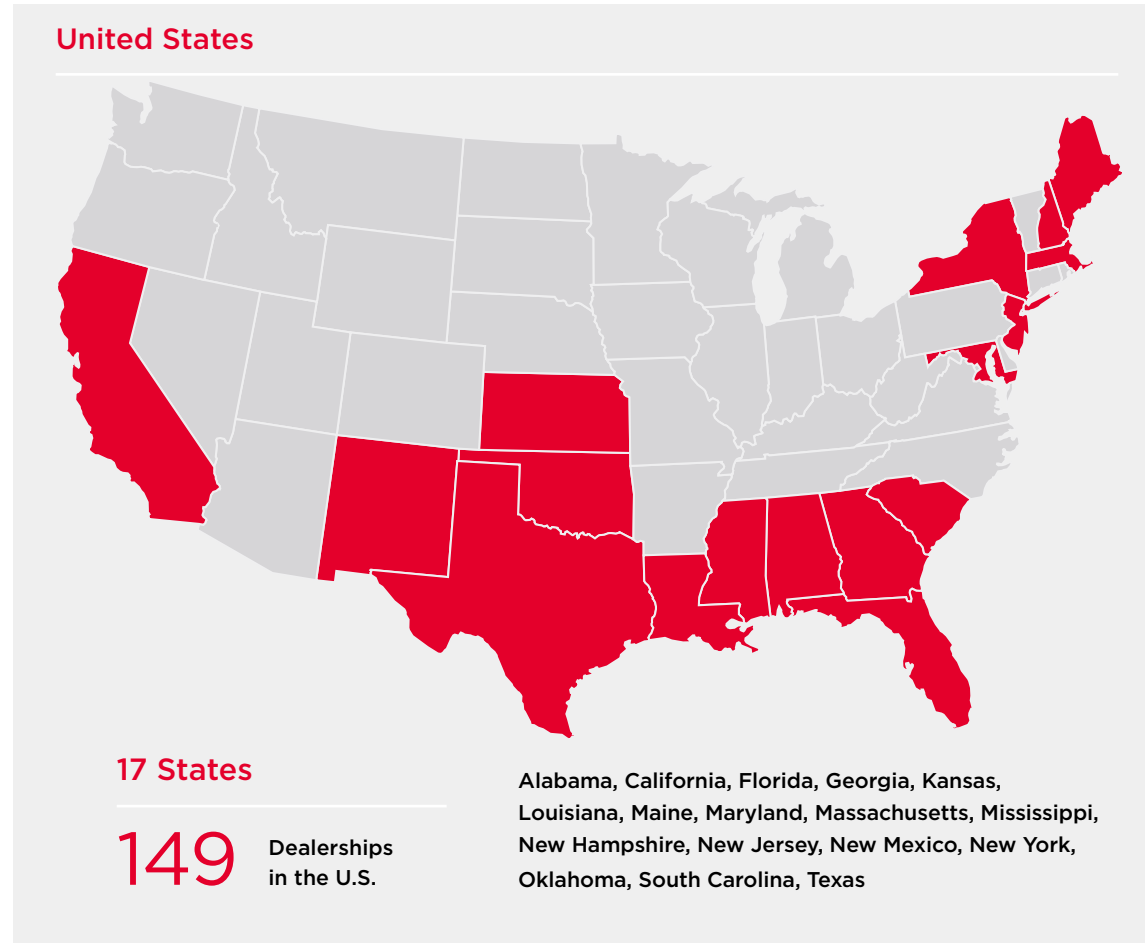 United States
17 States
149
Dealerships
in the U.S.
Alabama, California, Florida, Georgia, Kansas,
Louisiana, Maine, Maryland, Massachusetts, Mississippi,
New Hampshire, New Jersey, New Mexico, New York,
Oklahoma, South Carolina, Texas